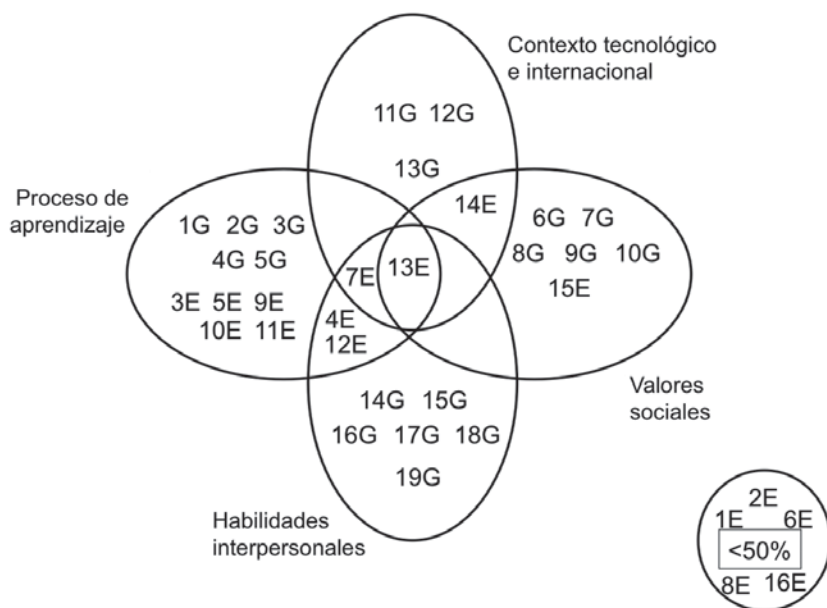 Contexto tecnológico
e internacional
11G 12G
13G
Proceso de
aprendizaje
14E
1G 2G 3G
6G 7G
4G 5G
8G 9G 10G
7E
13E
15E
3E 5E 9E
10E 11E
4E
12E
Valores
sociales
14G 15G
16G 17G 18G
19G
Habilidades
interpersonales
2E
1E 6E
<50%
8E 16E